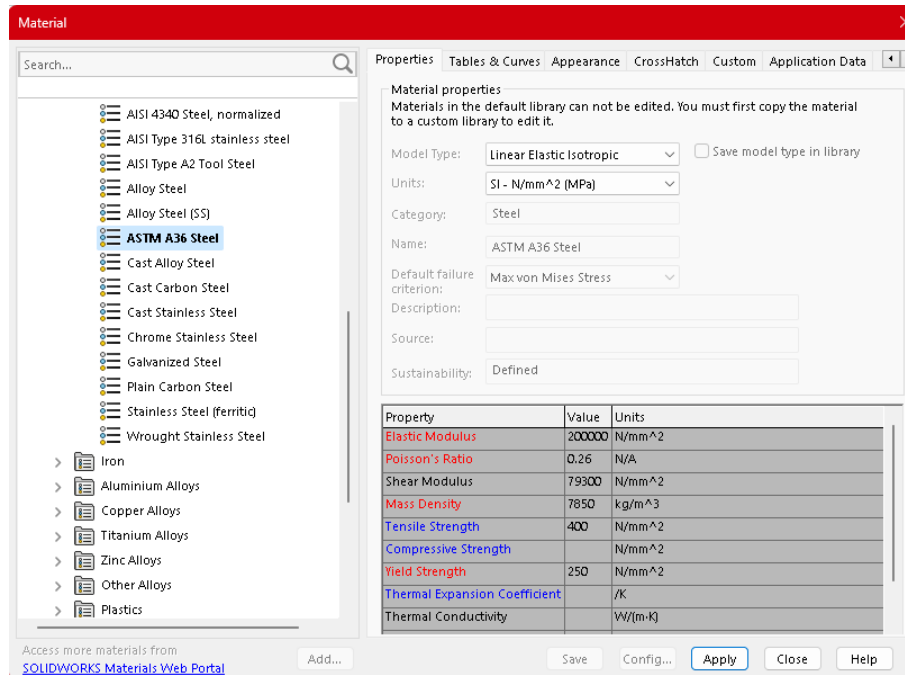 Material
Search...
AISI 4340 Steel, normalized
AISI Type 316L stainless steel
AISI Type A2 Tool Steel
Alloy Steel
Alloy Steel (SS)
ASTM A36 Steel
Cast Alloy Steel
Cast Carbon Steel
Cast Stainless Steel
Chrome Stainless Steel
Galvanized Steel
Plain Carbon Steel
Stainless Steel (ferritic)
Wrought Stainless Steel
Iron
Aluminium Alloys
Copper Alloys
Titanium Alloys
Zinc Alloys
Other Alloys
Plastics
Access more materials from
SOLIDWORKS Materials Web Portal
Add...
Properties Tables & Curves Appearance CrossHatch Custom Application Data
Material properties
Materials in the default library can not be edited. You must first copy the material
to a custom library to edit it.
Model Type: Linear Elastic Isotropic Save model type in library
Units: SI - N/mm^2 (MPa)
Category: Steel
Name: ASTM A36 Steel
Default failure
criterion: Max von Mises Stress
Description:
Source:
Sustainability: Defined
Property Value Units
Elastic Modulus 200000 N/mm^2
Poisson's Ratio 0.26 N/A
Shear Modulus 79300 N/mm^2
Mass Density 7850 kg/m^3
Tensile Strength 400 N/mm^2
Compressive Strength N/mm^2
Yield Strength 250 N/mm^2
Thermal Expansion Coefficient /K
Thermal Conductivity W/(m·K)
Save Config... Apply Close Help